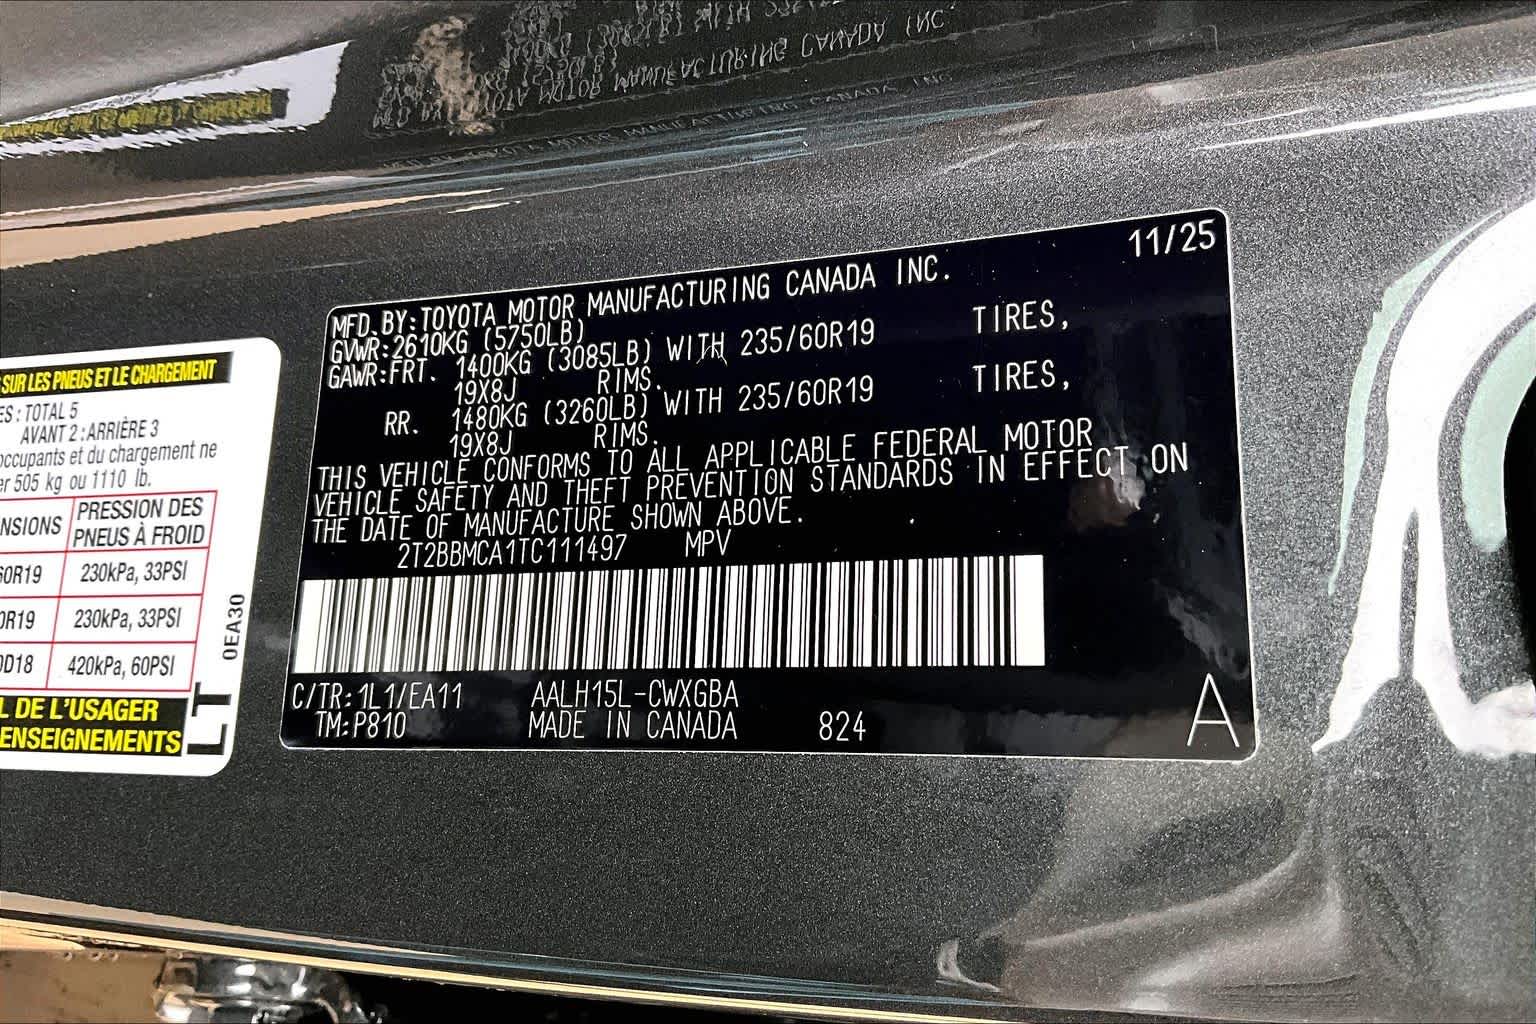 11/25
MFD. BY: TOYOTA MOTOR MANUFACTURING CANADA INC.
GVWR: 2610KG (5750LB)
GAWR: FRT. 1400KG (3085LB) WITH 235/60R19 TIRES,
19X8J RIMS.
RR. 1480KG (3260LB) WITH 235/60R19 TIRES,
19X8J RIMS.
THIS VEHICLE CONFORMS TO ALL APPLICABLE FEDERAL MOTOR
VEHICLE SAFETY AND THEFT PREVENTION STANDARDS IN EFFECT ON
THE DATE OF MANUFACTURE SHOWN ABOVE.
2T2BBMCA1TC111497 MPV
C/TR: 1L1/EA11 AALH15L-CWXGBA
TM: P810 MADE IN CANADA 824
A
SUR LES PNEUS ET LE CHARGEMENT
: TOTAL 5
AVANT 2 : ARRIÈRE 3
occupants et du chargement ne
505 kg ou 1110 lb.
PRESSION DES
PNEUS À FROID
230kPa, 33PSI
230kPa, 33PSI
420kPa, 60PSI
DE L'USAGER
0EA30
LT